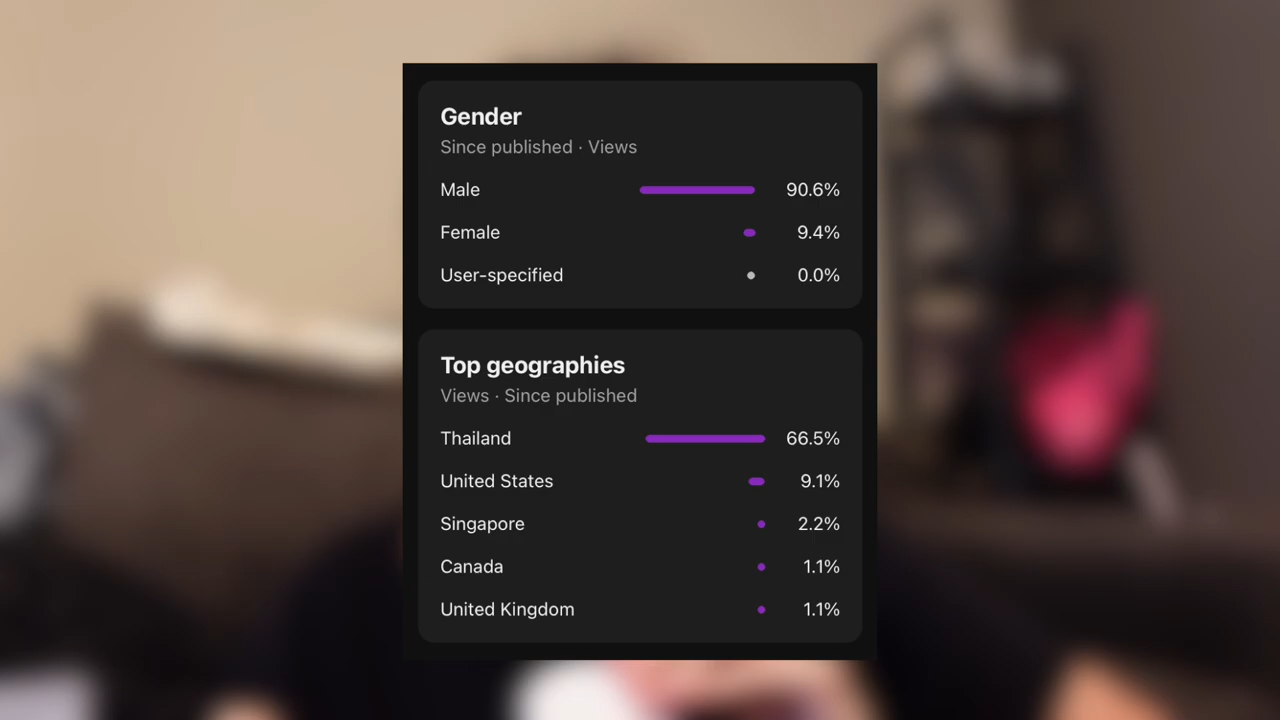 Gender
Since published · Views
Male 90.6%
Female 9.4%
User-specified 0.0%
Top geographies
Views · Since published
Thailand 66.5%
United States 9.1%
Singapore 2.2%
Canada 1.1%
United Kingdom 1.1%